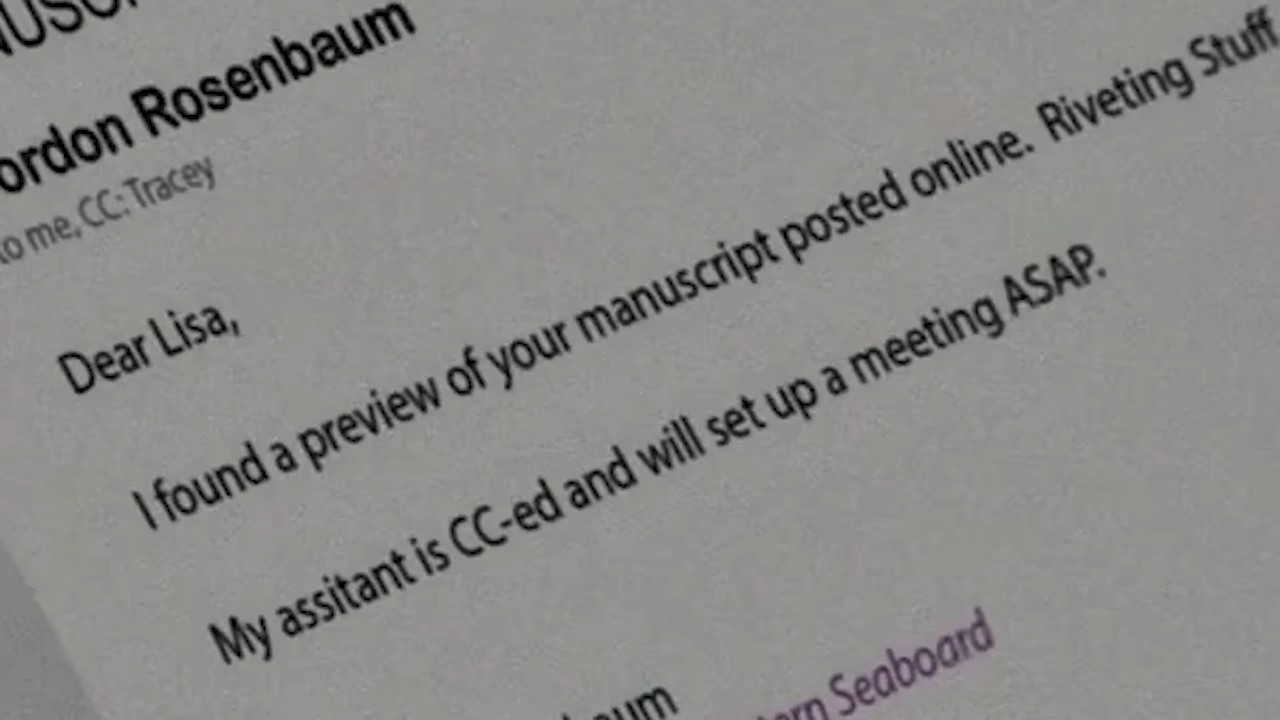 Rosenbaum
to me, CC: Tracey
Dear Lisa,
I found a preview of your manuscript posted online. Riveting Stuff
My assitant is CC-ed and will set up a meeting ASAP.
Seaboard